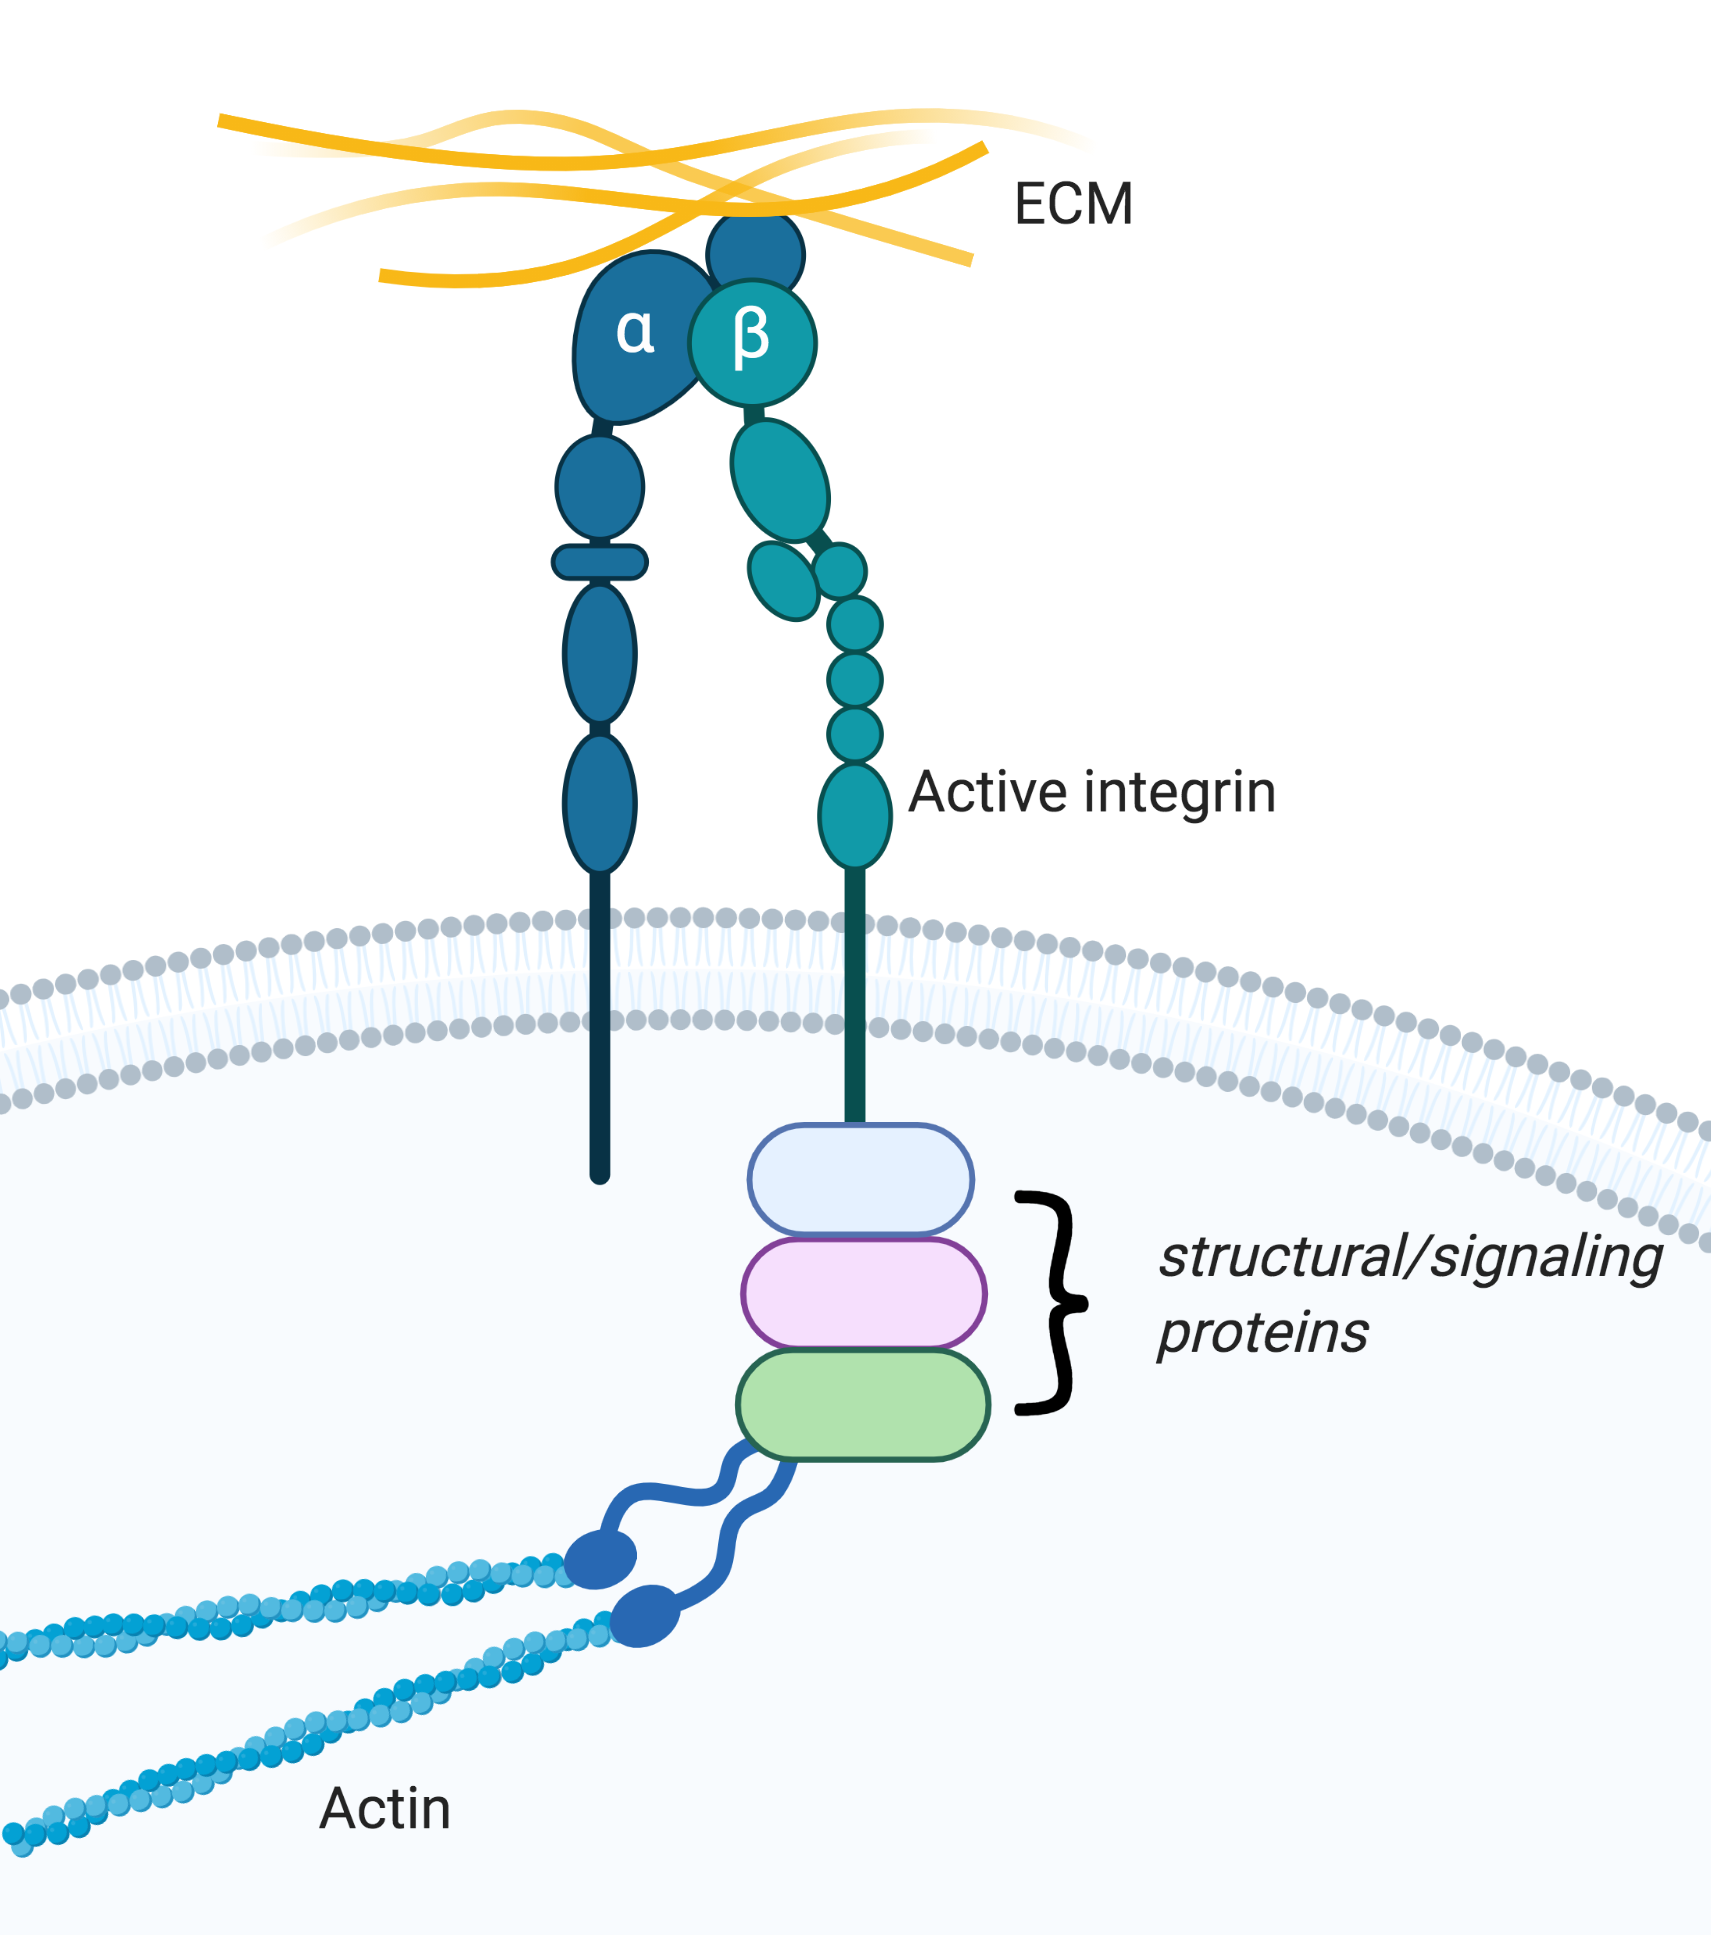 ECM
α
β
Active integrin
structural/signaling
proteins
Actin